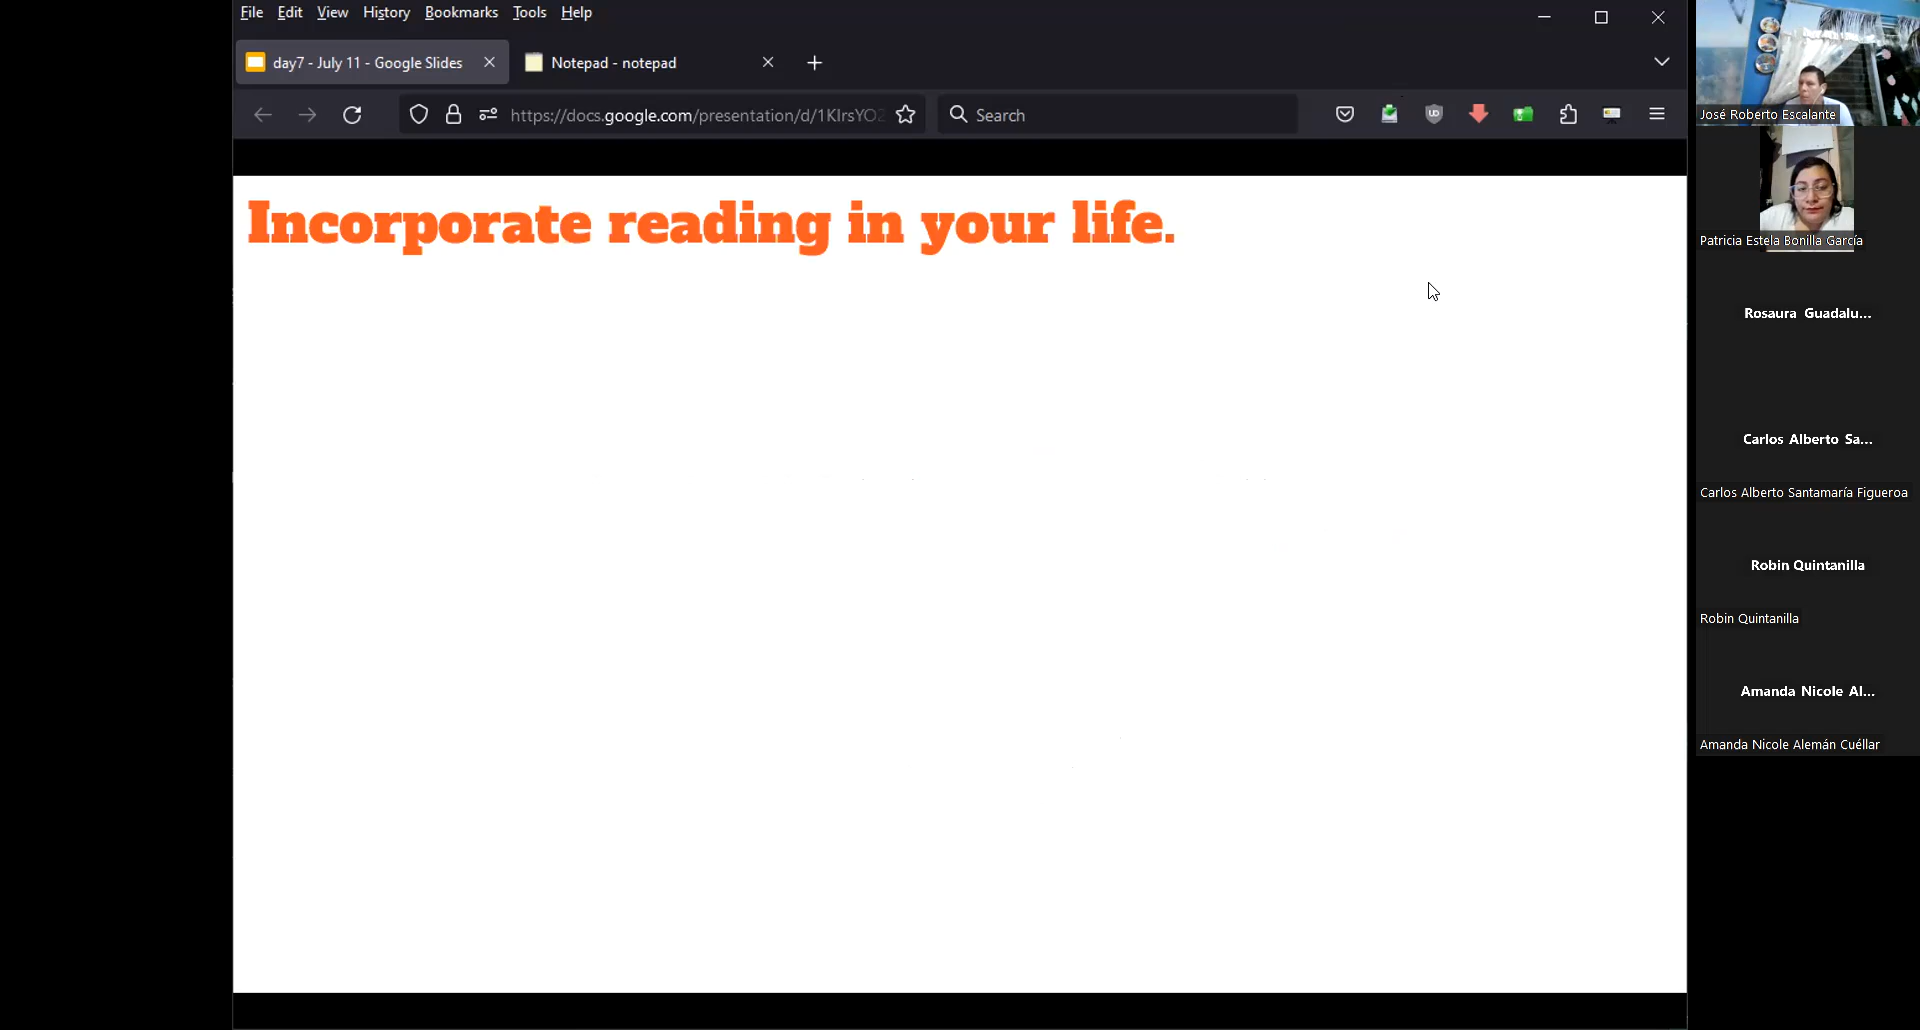 File Edit View History Bookmarks Tools Help
day7 - July 11 - Google Slides
Notepad - notepad
https://docs.google.com/presentation/d/1KIrsYO
Search
Incorporate reading in your life.
José Roberto Escalante
Patricia Estela Bonilla García
Rosaura Guadalu...
Carlos Alberto Sa...
Carlos Alberto Santamaría Figueroa
Robin Quintanilla
Robin Quintanilla
Amanda Nicole Al...
Amanda Nicole Alemán Cuéllar